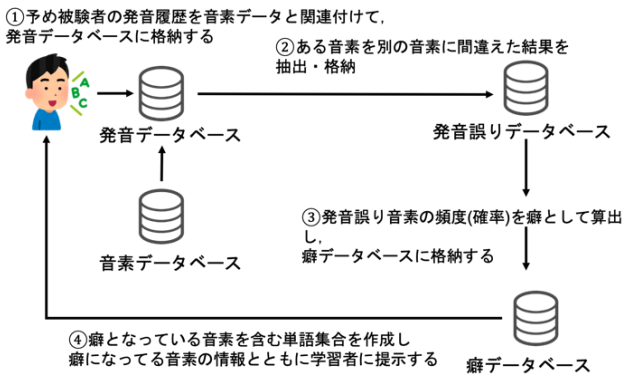 ①予め被験者の発音履歴を音素データと関連付けて,
発音データベースに格納する
②ある音素を別の音素に間違えた結果を
抽出・格納
A
B
C
発音データベース
発音誤りデータベース
音素データベース
③発音誤り音素の頻度(確率)を癖として算出
し,
癖データベースに格納する
④癖となっている音素を含む単語集合を作成し
癖になってる音素の情報とともに学習者に提示する
癖データベース